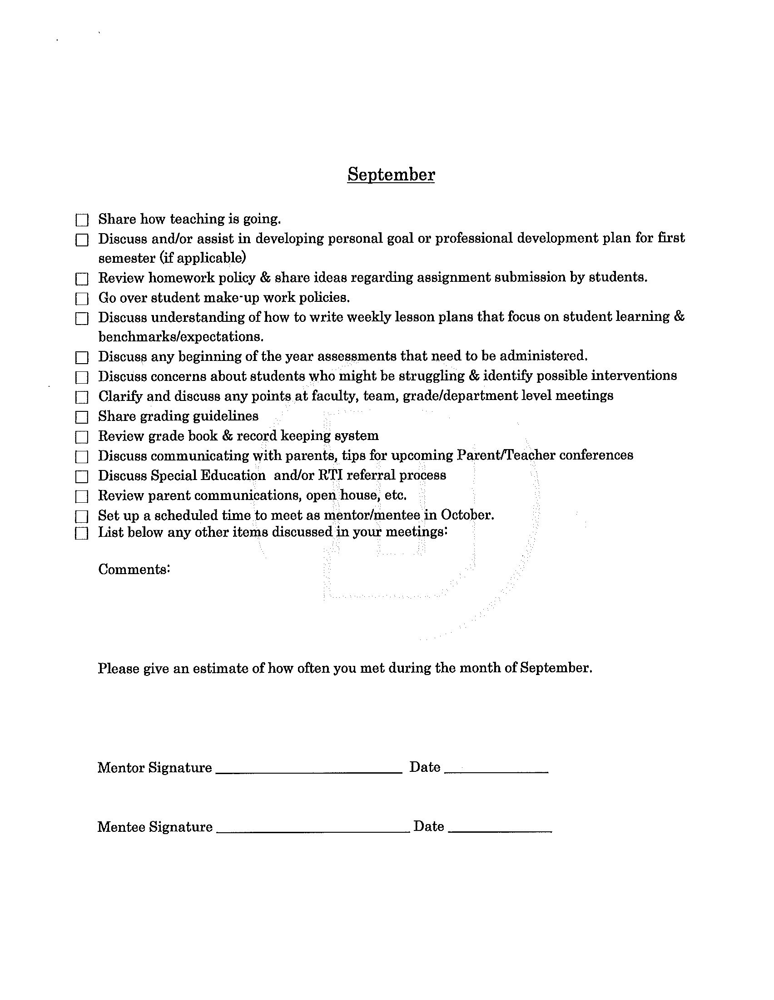 September
☐ Share how teaching is going.
☐ Discuss and/or assist in developing personal goal or professional development plan for first
semester (if applicable)
☐ Review homework policy & share ideas regarding assignment submission by students.
☐ Go over student make-up work policies.
☐ Discuss understanding of how to write weekly lesson plans that focus on student learning &
benchmarks/expectations.
☐ Discuss any beginning of the year assessments that need to be administered.
☐ Discuss concerns about students who might be struggling & identify possible interventions
☐ Clarify and discuss any points at faculty, team, grade/department level meetings
☐ Share grading guidelines
☐ Review grade book & record keeping system
☐ Discuss communicating with parents, tips for upcoming Parent/Teacher conferences
☐ Discuss Special Education and/or RTI referral process
☐ Review parent communications, open house, etc.
☐ Set up a scheduled time to meet as mentor/mentee in October.
☐ List below any other items discussed in your meetings:
Comments:
Please give an estimate of how often you met during the month of September.
Mentor Signature ____________________ Date ____________
Mentee Signature ____________________ Date ____________